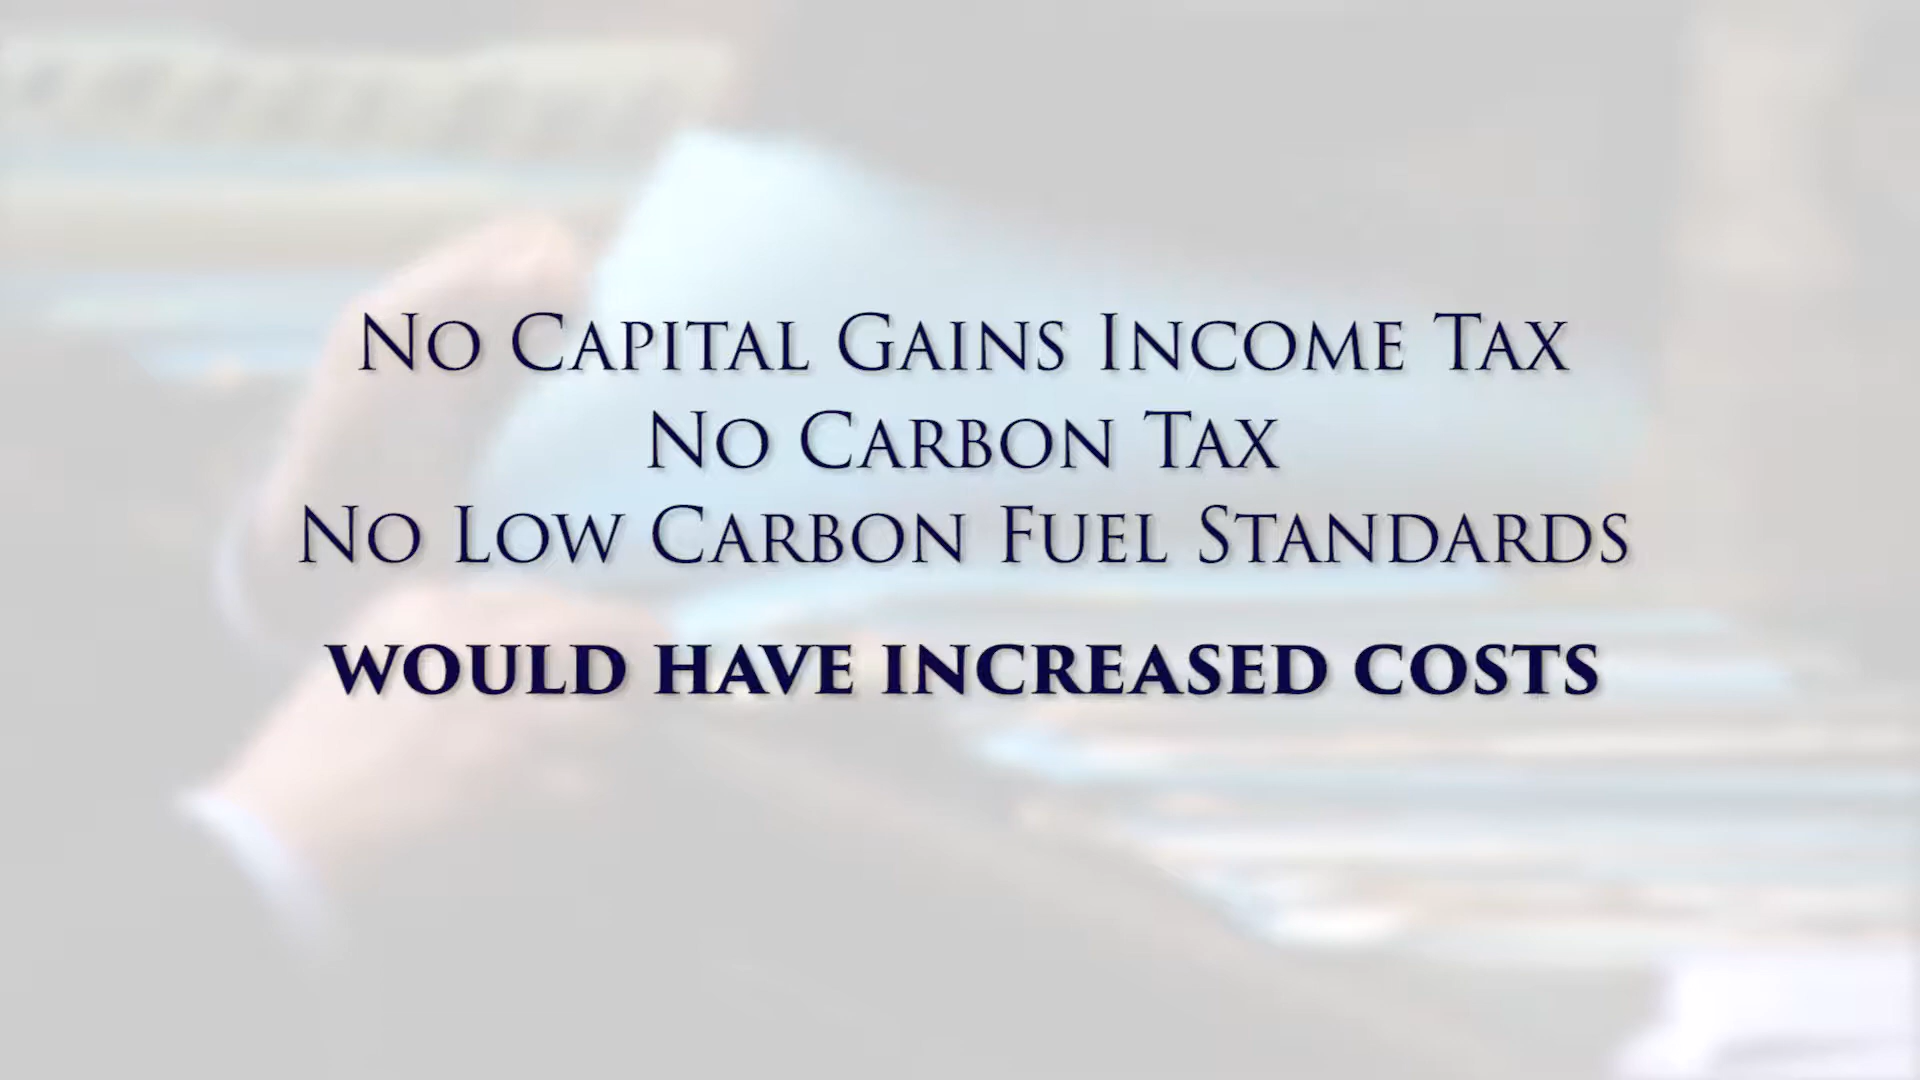 No Capital Gains Income Tax
No Carbon Tax
No Low Carbon Fuel Standards
WOULD HAVE INCREASED COSTS